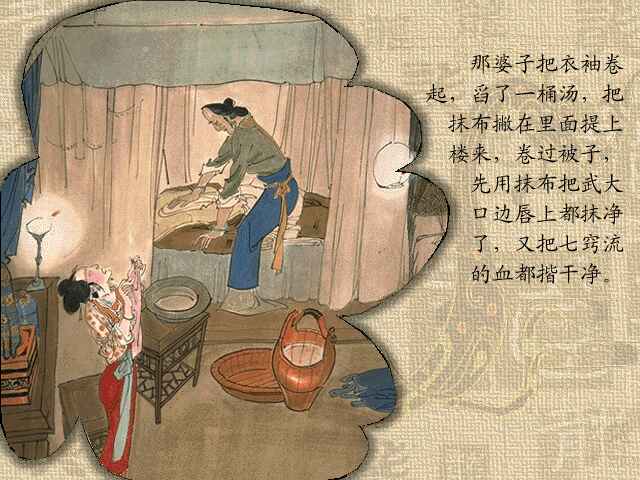 那婆子把衣袖卷
起，舀了一桶汤，把
抹布撇在里面提上
楼来，卷过被子，
先用抹布把武大
口边唇上都抹净
了，又把七窍流
的血都揩干净。